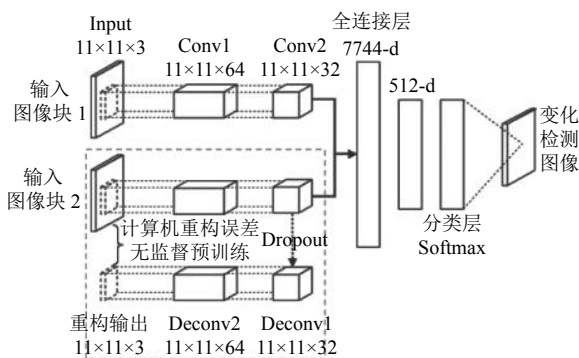 Input
11×11×3
Conv1
11×11×64
Conv2
11×11×32
全连接层
7744-d
512-d
输入
图像块 1
输入
图像块 2
变化
检测
图像
分类层
Softmax
计算机重构误差
无监督预训练
Dropout
重构输出
11×11×3
Deconv2
11×11×64
Deconv1
11×11×32